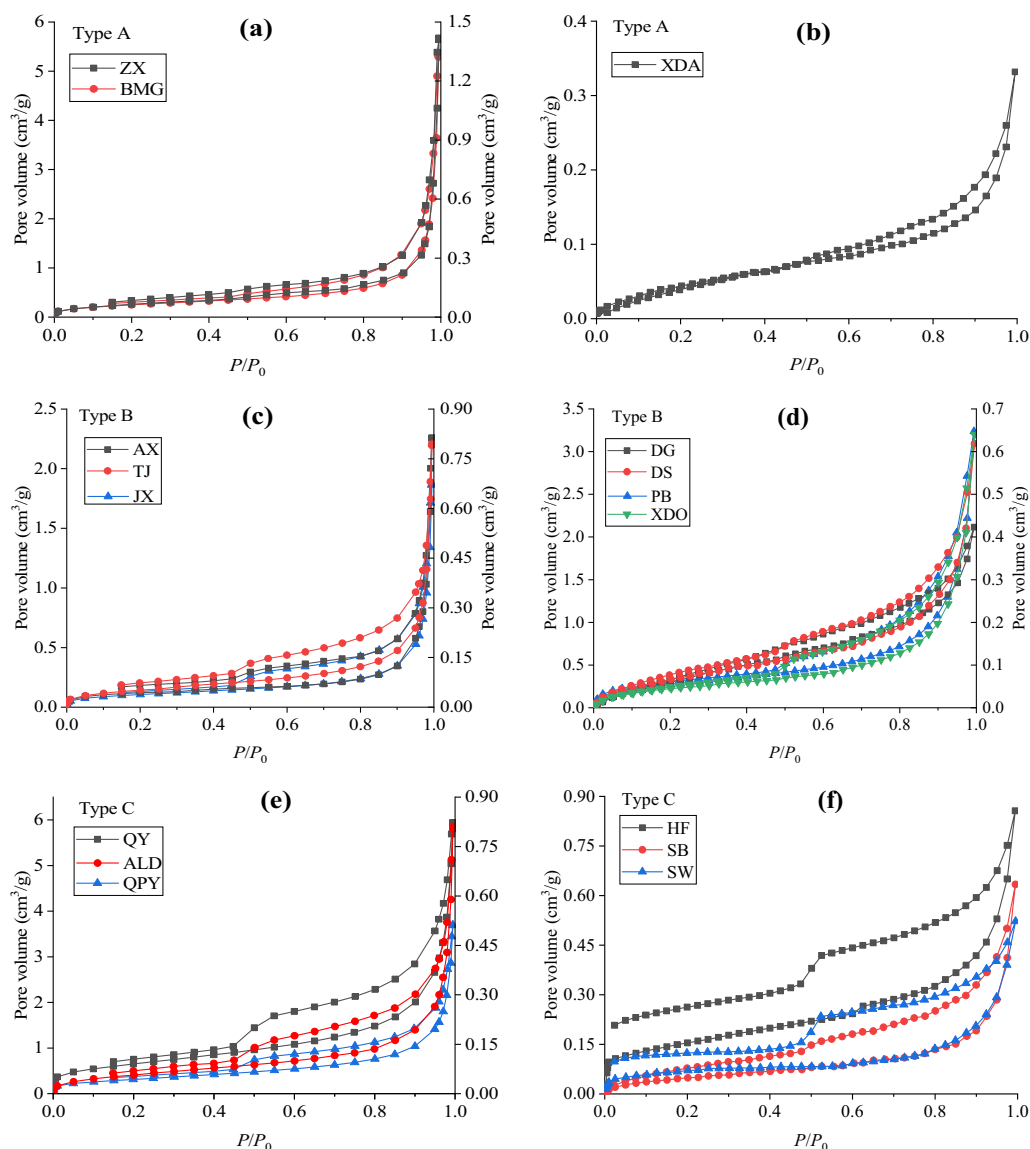 Type A
(a)
ZX
BMG
Pore volume (cm³/g)
6
5
4
3
2
1
0
1.5
1.2
0.9
0.6
0.3
0.0
Pore volume (cm³/g)
0.0 0.2 0.4 0.6 0.8 1.0
P/P₀
Type A
(b)
XDA
Pore volume (cm³/g)
0.4
0.3
0.2
0.1
0.0
0.0 0.2 0.4 0.6 0.8 1.0
P/P₀
Type B
(c)
AX
TJ
JX
Pore volume (cm³/g)
2.5
2.0
1.5
1.0
0.5
0.0
0.90
0.75
0.60
0.45
0.30
0.15
0.00
0.0 0.2 0.4 0.6 0.8 1.0
P/P₀
Type B
(d)
DG
DS
PB
XDO
Pore volume (cm³/g)
3.5
3.0
2.5
2.0
1.5
1.0
0.5
0.0
0.7
0.6
0.5
0.4
0.3
0.2
0.1
0.0
Pore volume (cm³/g)
0.0 0.2 0.4 0.6 0.8 1.0
P/P₀
Type C
(e)
QY
ALD
QPY
Pore volume (cm³/g)
6
5
4
3
2
1
0
0.90
0.75
0.60
0.45
0.30
0.15
0.00
0.0 0.2 0.4 0.6 0.8 1.0
P/P₀
Type C
(f)
HF
SB
SW
Pore volume (cm³/g)
0.90
0.75
0.60
0.45
0.30
0.15
0.00
0.0 0.2 0.4 0.6 0.8 1.0
P/P₀